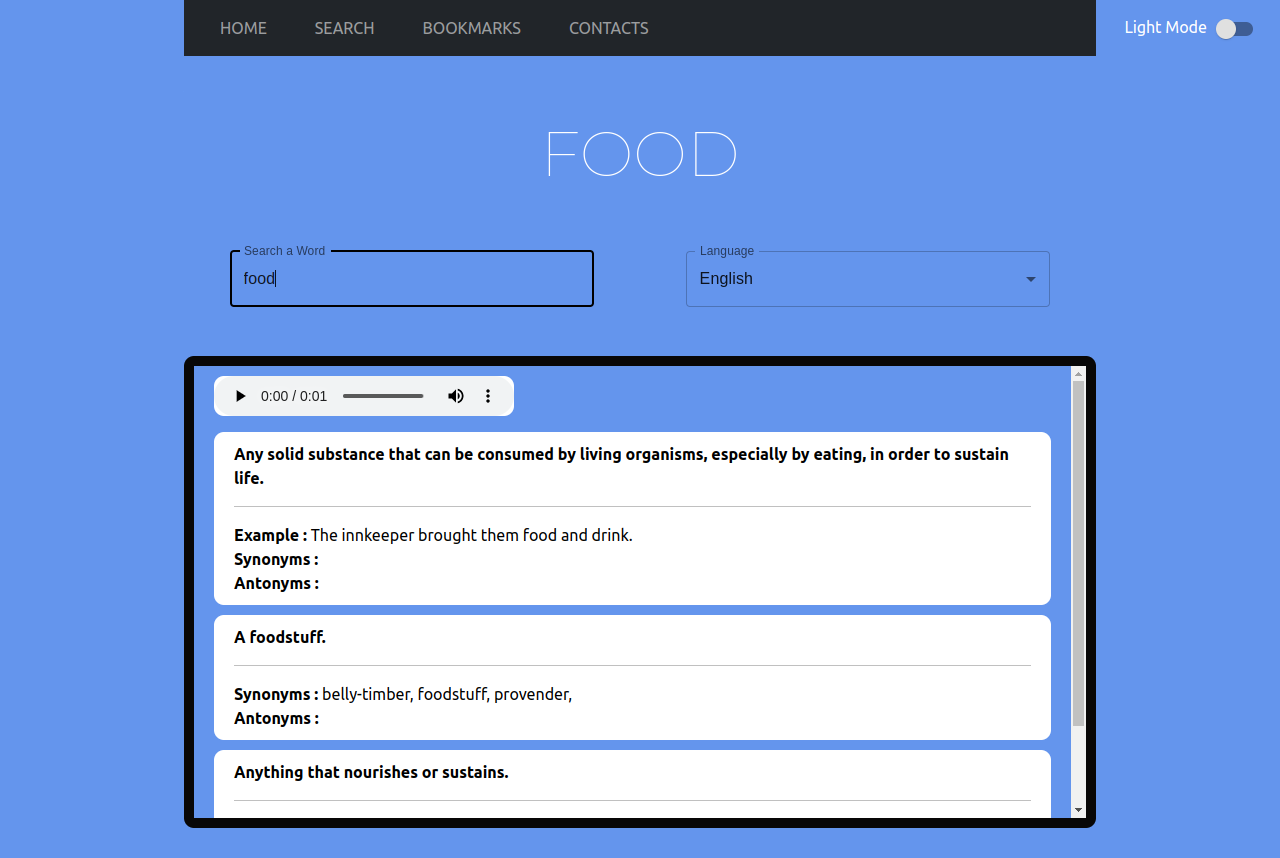 HOME SEARCH BOOKMARKS CONTACTS Light Mode
FOOD
Search a Word Language
food English
0:00 / 0:01
Any solid substance that can be consumed by living organisms, especially by eating, in order to sustain
life.
Example : The innkeeper brought them food and drink.
Synonyms :
Antonyms :
A foodstuff.
Synonyms : belly-timber, foodstuff, provender,
Antonyms :
Anything that nourishes or sustains.